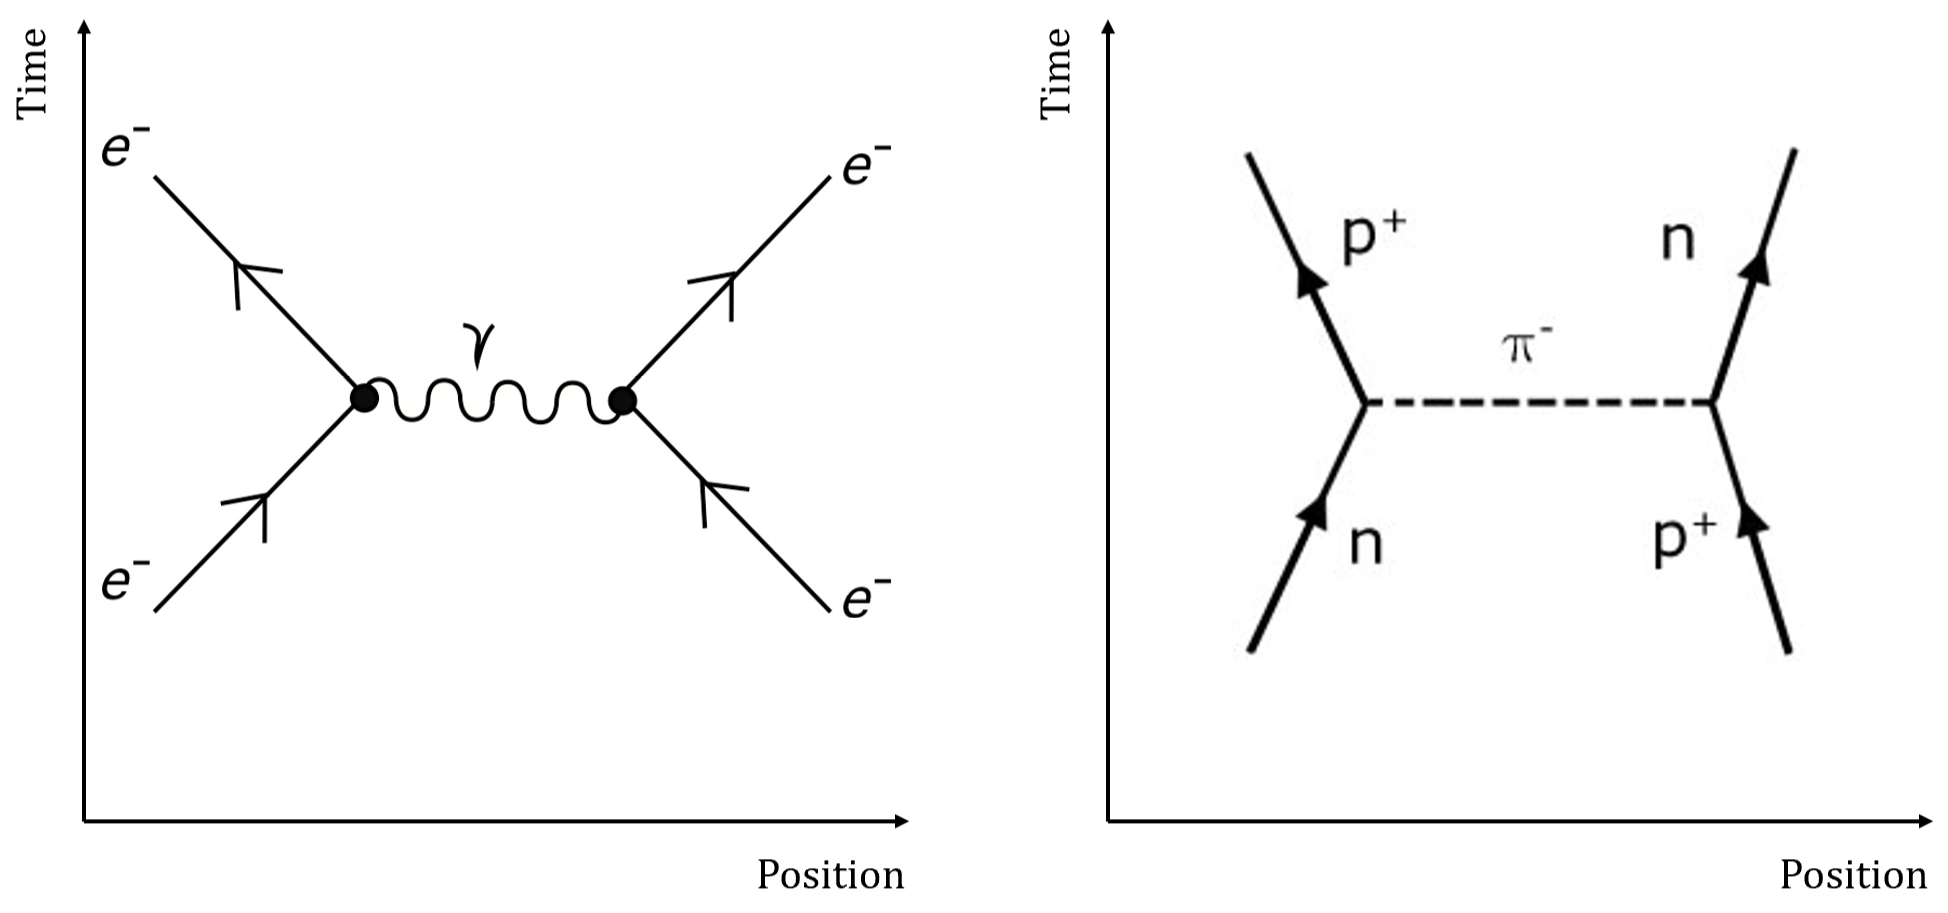 Time
e⁻
e⁻
γ
e⁻
e⁻
Position
Time
p⁺
n
π⁻
n
p⁺
Position